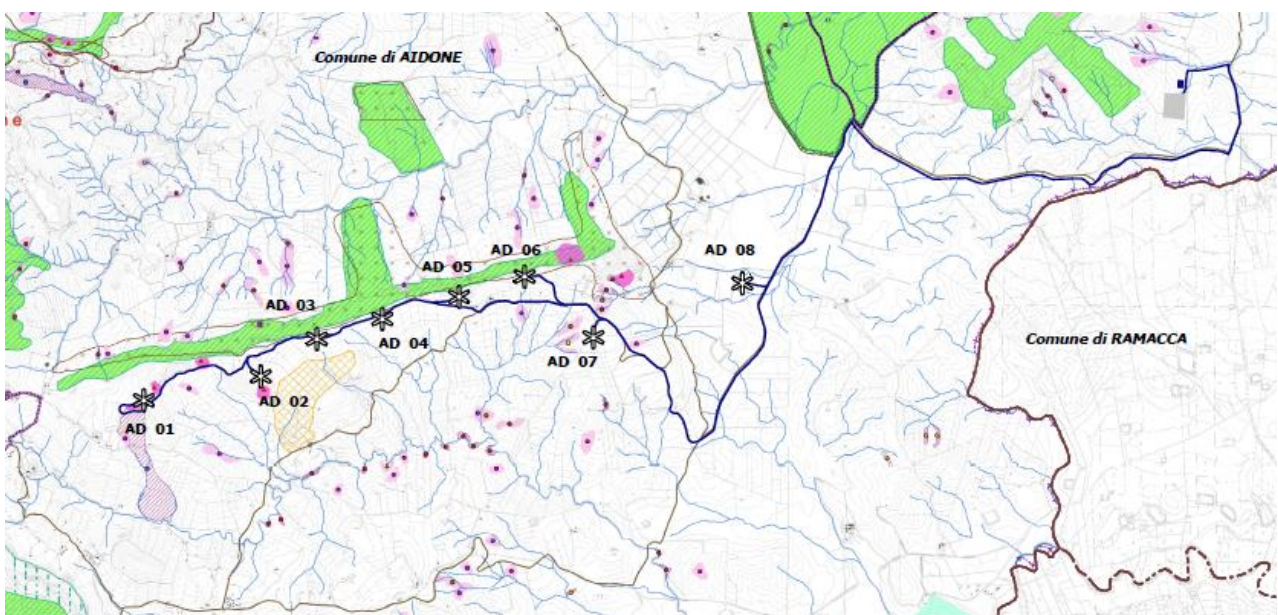 Comune di AIDONE
n e
AD 06
AD 08
AD 05
AD 03
Comune di RAMACCA
AD 04
AD 07
AD 02
AD 01